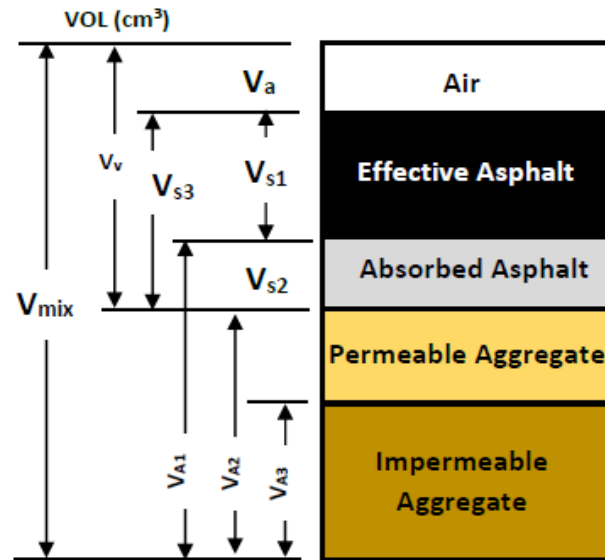 VOL (cm³)
Va
Air
Vv
Vs3
Vs1
Effective Asphalt
Vmix
Vs2
Absorbed Asphalt
Permeable Aggregate
VA1
VA2
VA3
Impermeable
Aggregate